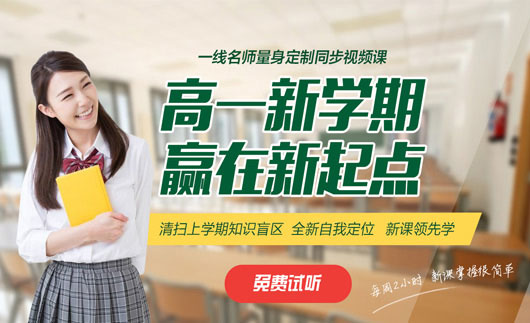 一线名师量身定制同步视频课
高一新学期
赢在新起点
清扫上学期知识盲区 全新自我定位 新课领先学
免费试听
每周2小时 新课掌握很简单